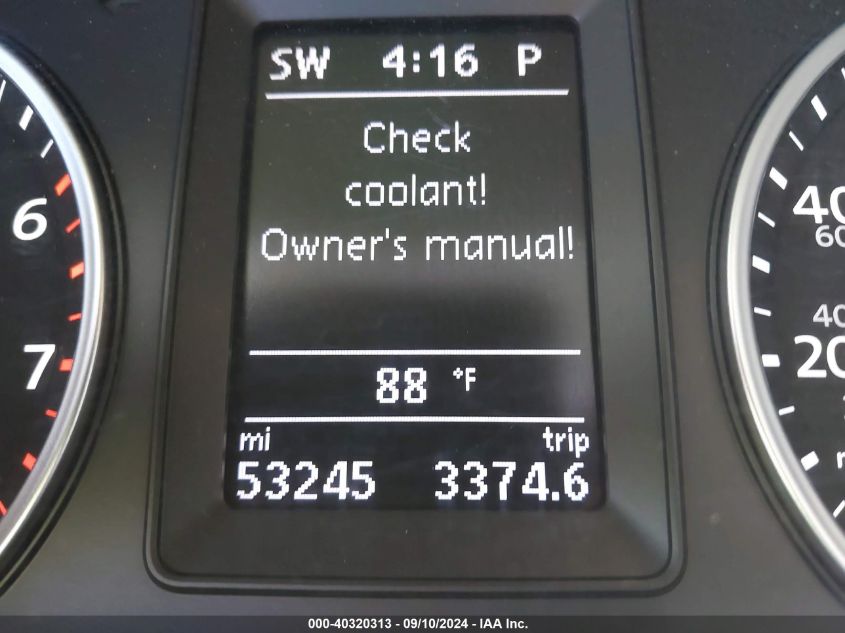 SW 4:16 P
Check
coolant!
Owner's manual!
88 °F
mi trip
53245 3374.6
6
7
40
60
40
20
000-40320313 - 09/10/2024 - IAA Inc.